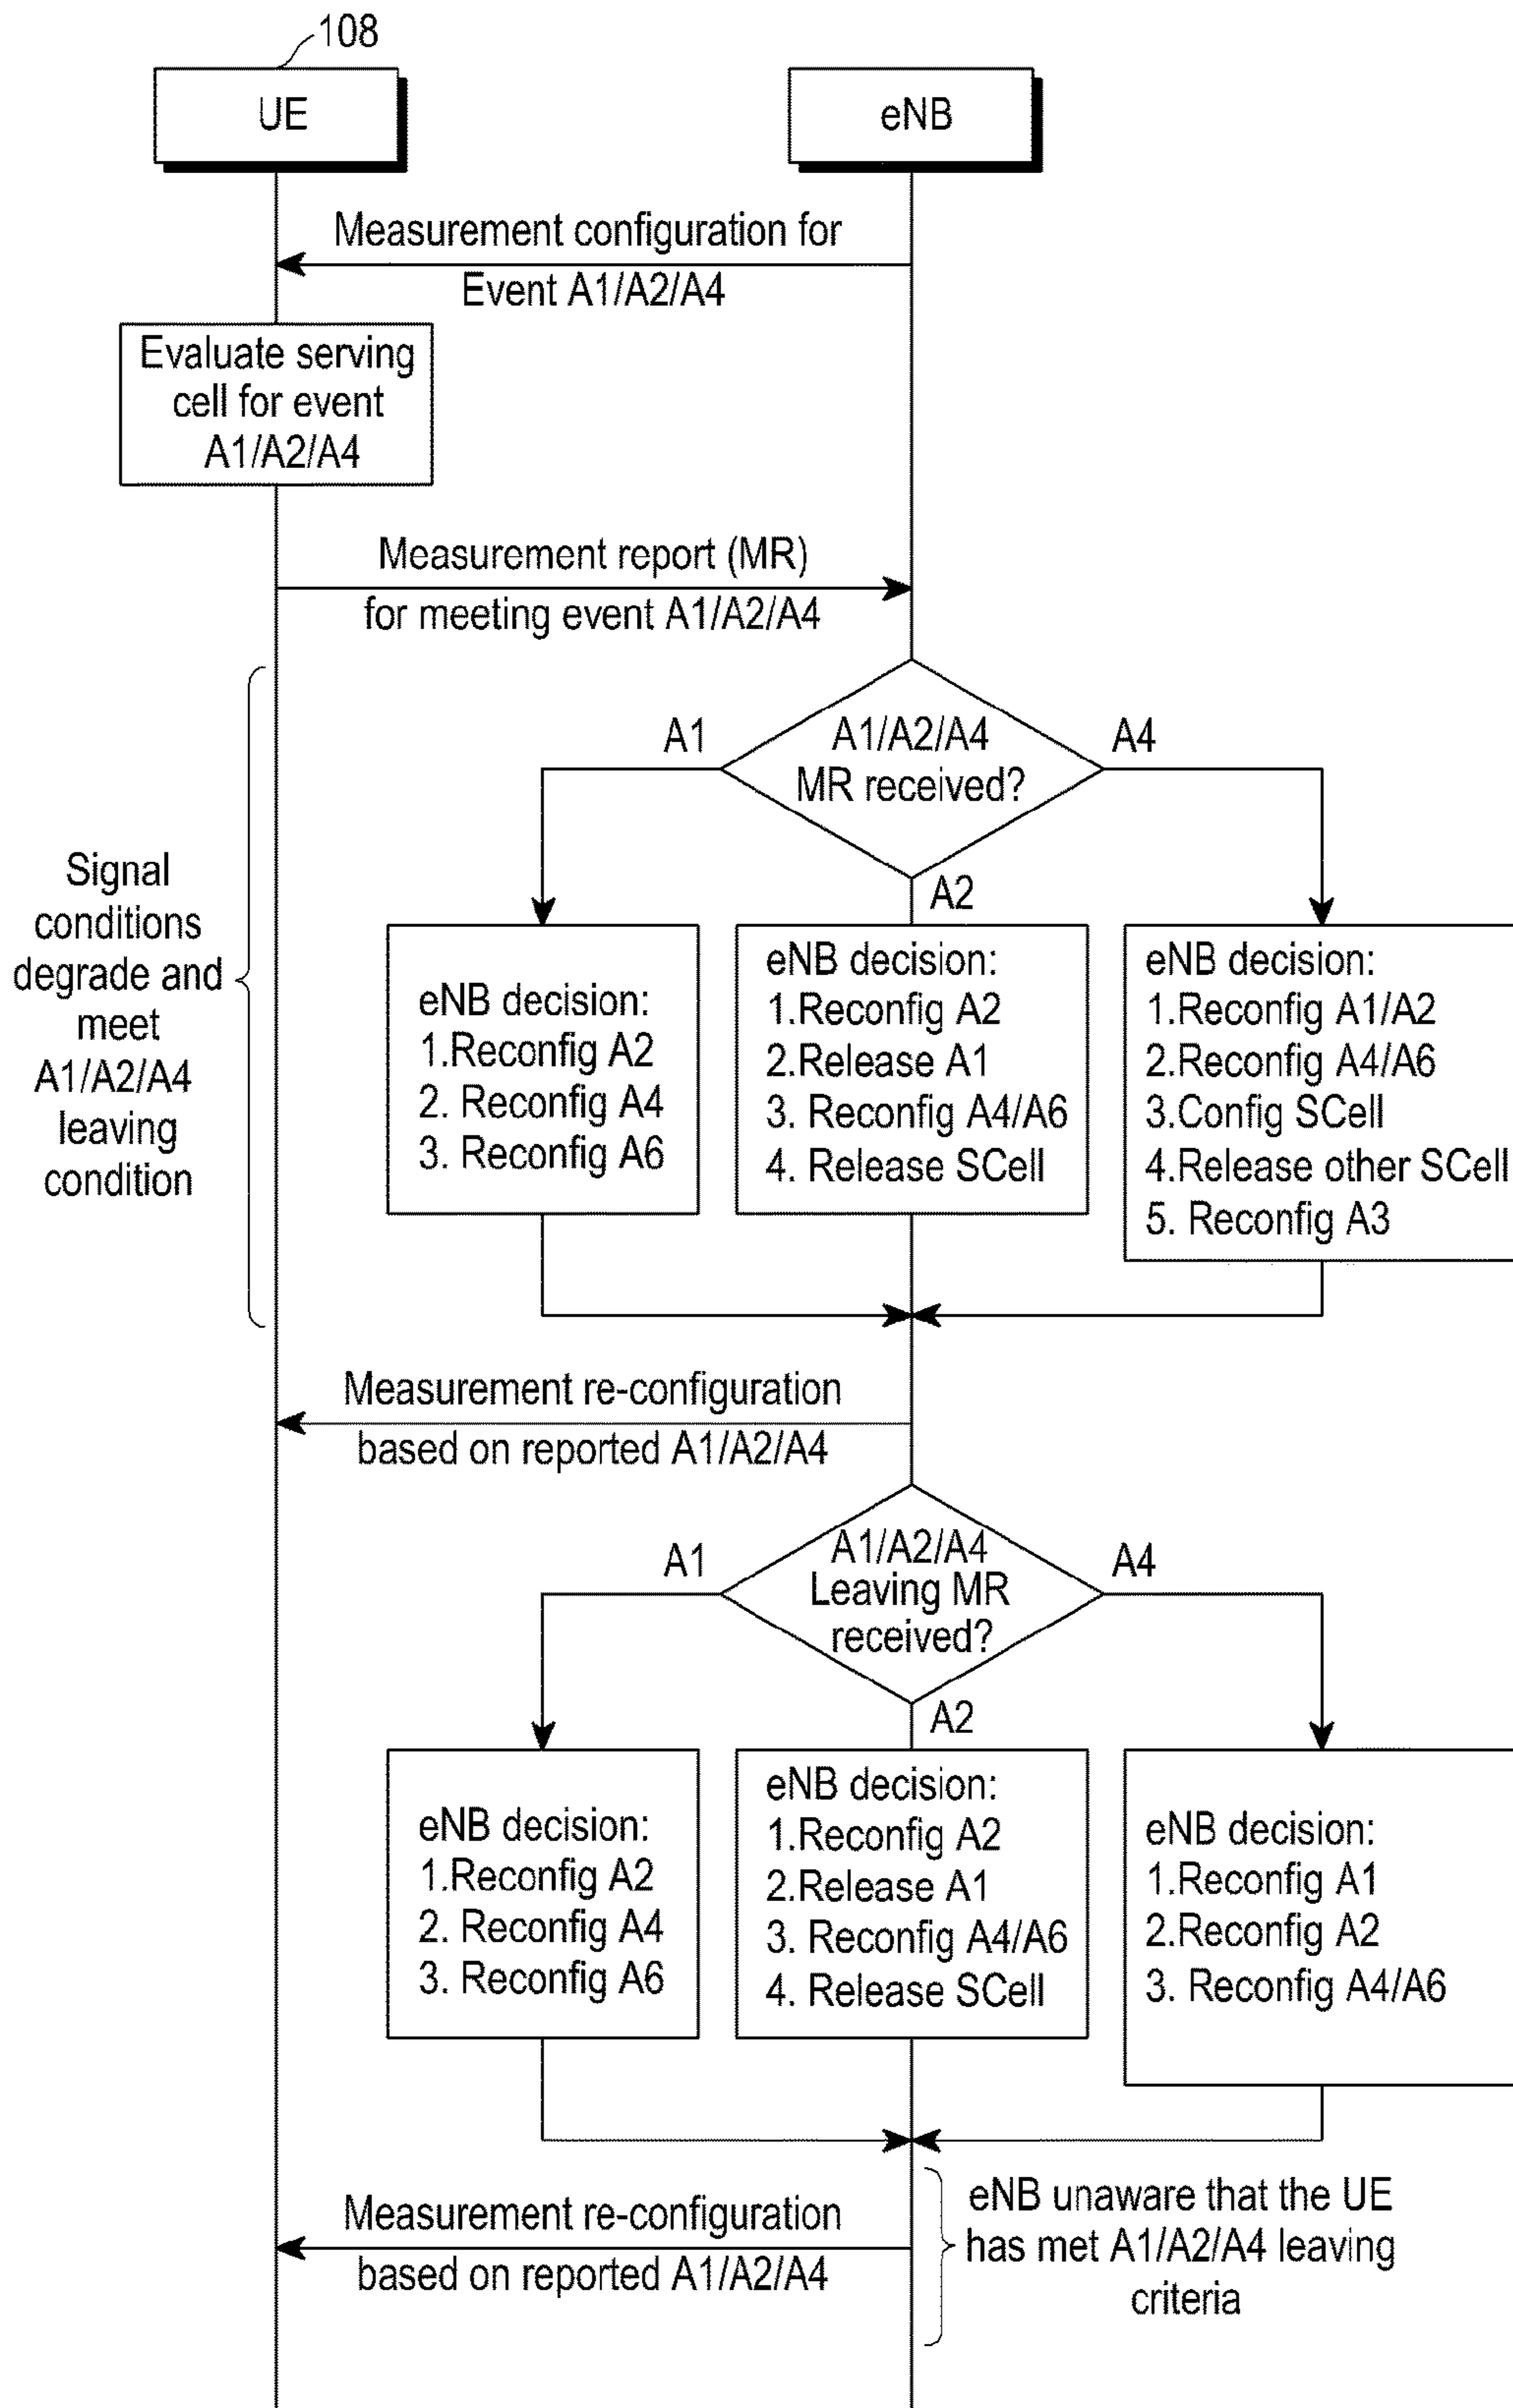 108
UE
eNB
Measurement configuration for
Event A1/A2/A4
Evaluate serving
cell for event
A1/A2/A4
Measurement report (MR)
for meeting event A1/A2/A4
A1
A1/A2/A4
MR received?
A4
A2
Signal
conditions
degrade and
meet
A1/A2/A4
leaving
condition
eNB decision:
1.Reconfig A2
2. Reconfig A4
3. Reconfig A6
eNB decision:
1.Reconfig A2
2.Release A1
3. Reconfig A4/A6
4. Release SCell
eNB decision:
1.Reconfig A1/A2
2.Reconfig A4/A6
3.Config SCell
4.Release other SCell
5. Reconfig A3
Measurement re-configuration
based on reported A1/A2/A4
A1
A1/A2/A4
Leaving MR
received?
A4
A2
eNB decision:
1.Reconfig A2
2. Reconfig A4
3. Reconfig A6
eNB decision:
1.Reconfig A2
2.Release A1
3. Reconfig A4/A6
4. Release SCell
eNB decision:
1.Reconfig A1
2.Reconfig A2
3. Reconfig A4/A6
Measurement re-configuration
based on reported A1/A2/A4
eNB unaware that the UE
has met A1/A2/A4 leaving
criteria